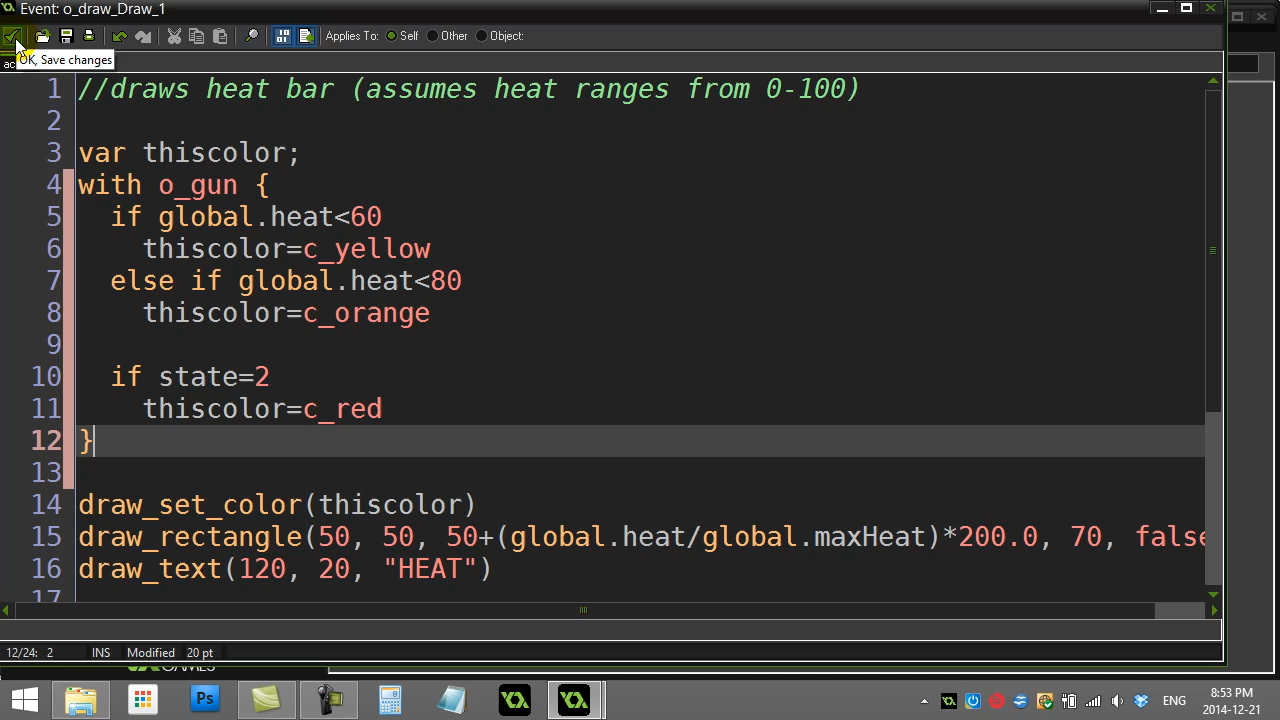 Event: o_draw_Draw_1
Applies To: Self Other Object:
OK, Save changes
1 //draws heat bar (assumes heat ranges from 0-100)
2
3 var thiscolor;
4 with o_gun {
5 if global.heat<60
6 thiscolor=c_yellow
7 else if global.heat<80
8 thiscolor=c_orange
9
10 if state=2
11 thiscolor=c_red
12 }
13
14 draw_set_color(thiscolor)
15 draw_rectangle(50, 50, 50+(global.heat/global.maxHeat)*200.0, 70, false
16 draw_text(120, 20, "HEAT")
17
12/24: 2 INS Modified 20 pt
Ps
ENG
8:53 PM
2014-12-21